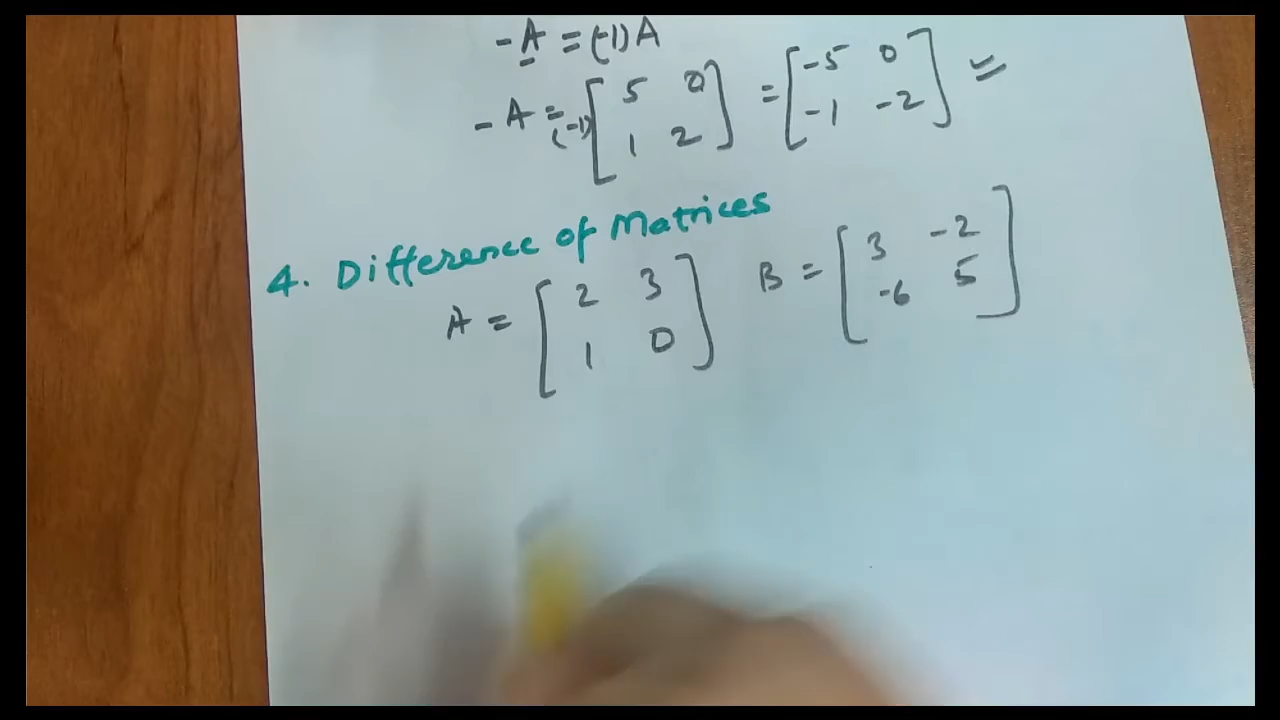 -A = (-1)A
-A = (-1) [ 5 0 = [ -5 0
1 2 ] -1 -2 ]
4. Difference of Matrices
A = [ 2 3 B = [ 3 -2
1 0 ] -6 5 ]